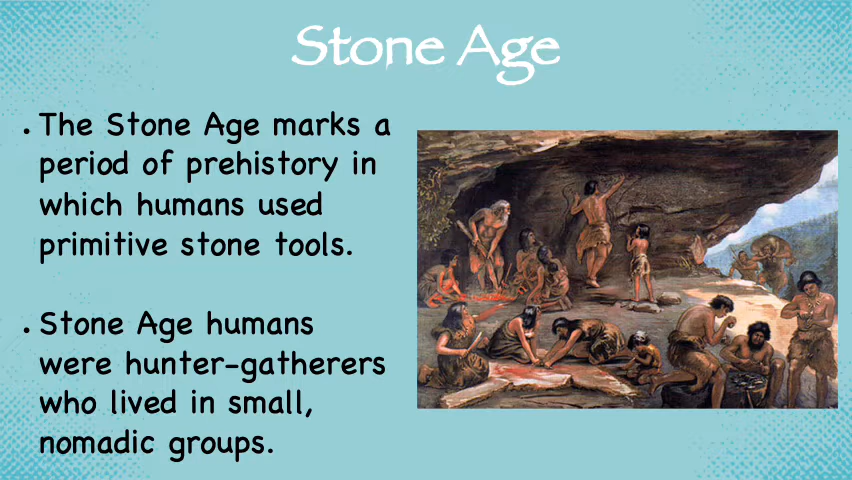 Stone Age
• The Stone Age marks a
period of prehistory in
which humans used
primitive stone tools.
• Stone Age humans
were hunter-gatherers
who lived in small,
nomadic groups.